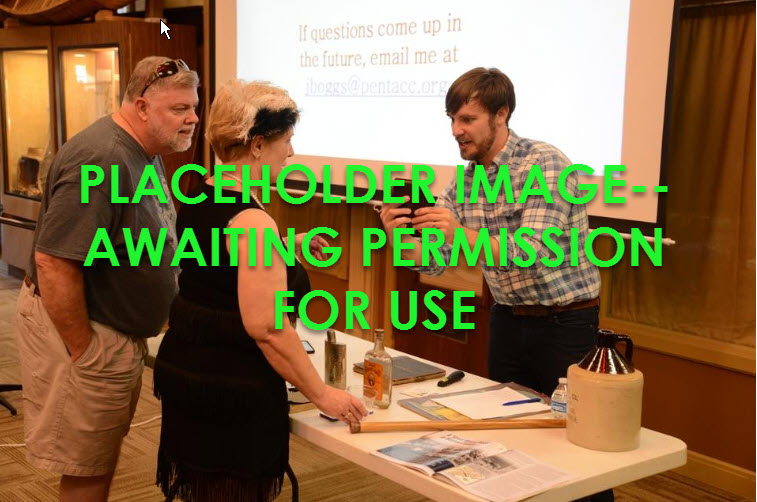 If questions come up in
the future, email me at
jboggs@pentacc.org
PLACEHOLDER IMAGE--
AWAITING PERMISSION
FOR USE